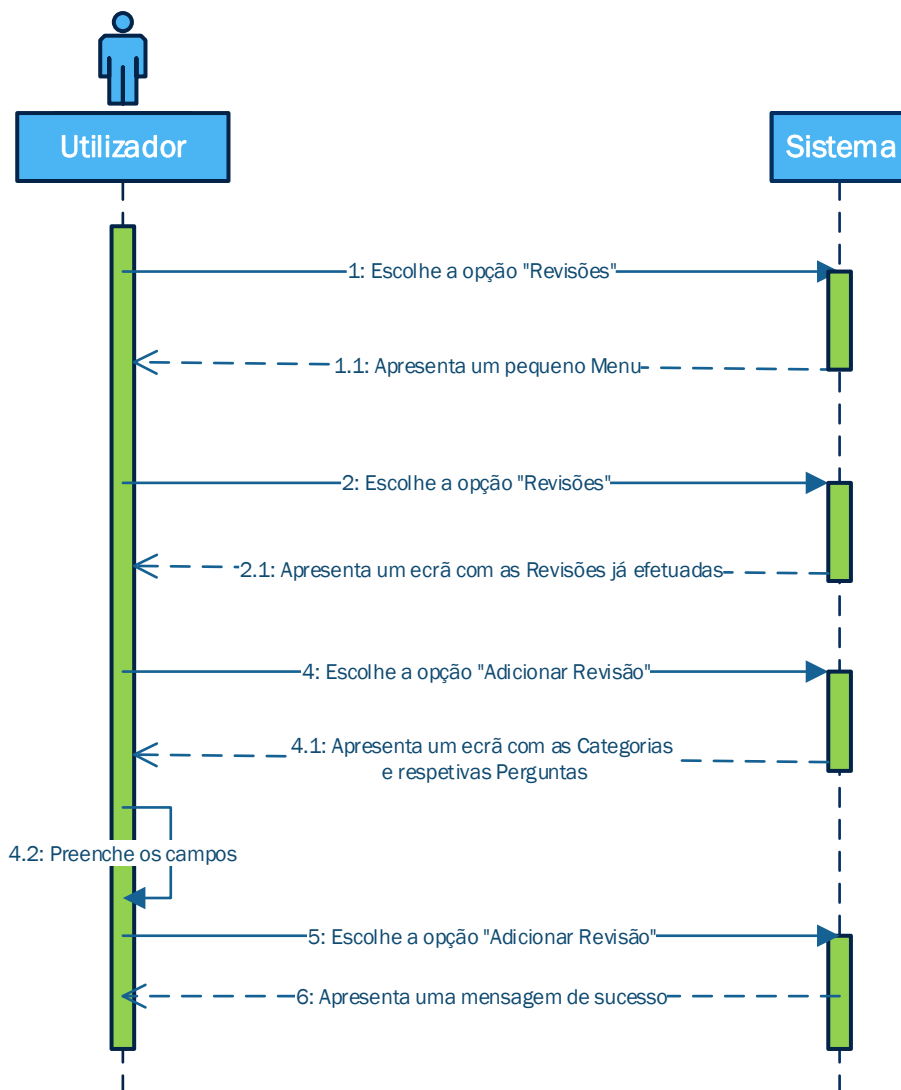 Utilizador
Sistema
1: Escolhe a opção "Revisões"
1.1: Apresenta um pequeno Menu
2: Escolhe a opção "Revisões"
2.1: Apresenta um ecrã com as Revisões já efetuadas
4: Escolhe a opção "Adicionar Revisão"
4.1: Apresenta um ecrã com as Categorias
e respetivas Perguntas
4.2: Preenche os campos
5: Escolhe a opção "Adicionar Revisão"
6: Apresenta uma mensagem de sucesso